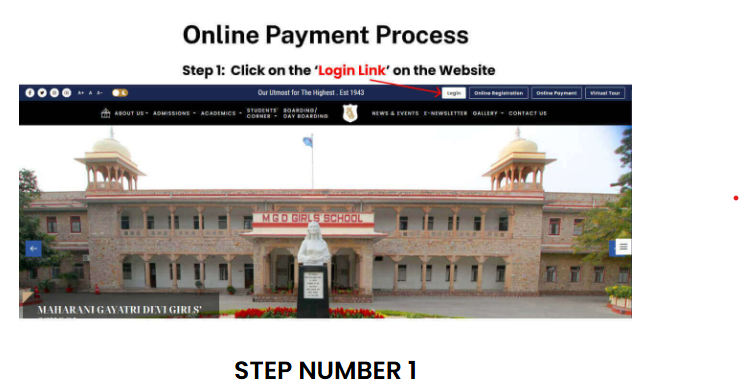 Online Payment Process
Step 1: Click on the ‘Login Link’ on the Website
A+ A A-
Our Utmost for The Highest . Est 1943
Login
Online Registration
Online Payment
Virtual Tour
ABOUT US
ADMISSIONS
ACADEMICS
STUDENTS'
CORNER
BOARDING/
DAY BOARDING
NEWS & EVENTS
E-NEWSLETTER
GALLERY
CONTACT US
M G D GIRLS SCHOOL
MAHARANI GAYATRI DEVI GIRLS'
STEP NUMBER 1